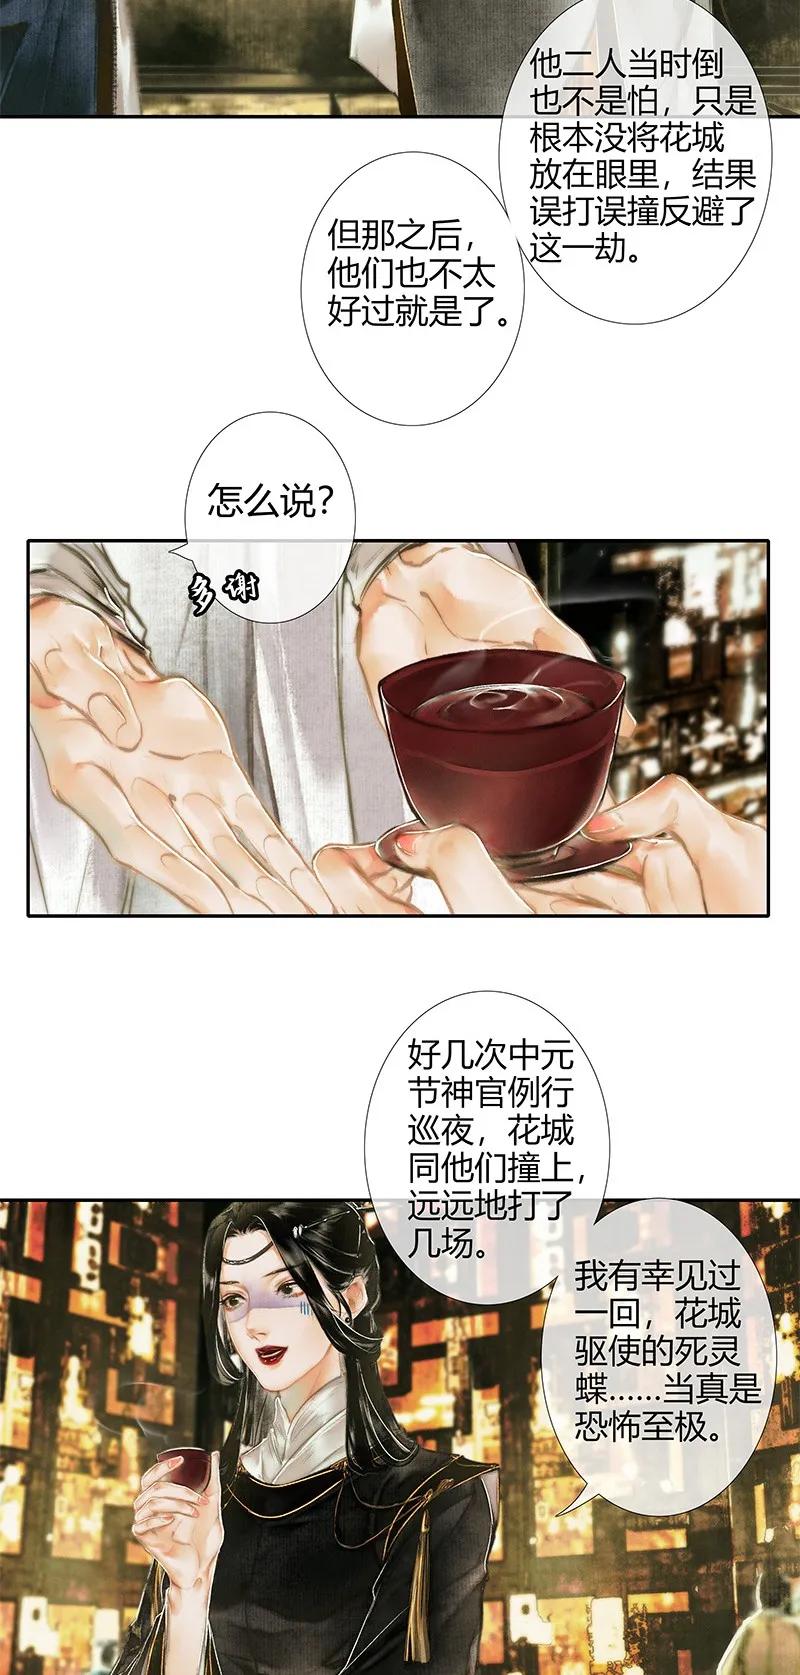 他二人当时倒
也不是怕，只是
根本没将花城
放在眼里，结果
误打误撞反避了
这一劫。
但那之后，
他们也不太
好过就是了。
怎么说？
多谢
好几次中元
节神官例行
巡夜，花城
同他们撞上，
远远地打了
几场。
我有幸见过
一回，花城
驱使的死灵
蝶……当真是
恐怖至极。